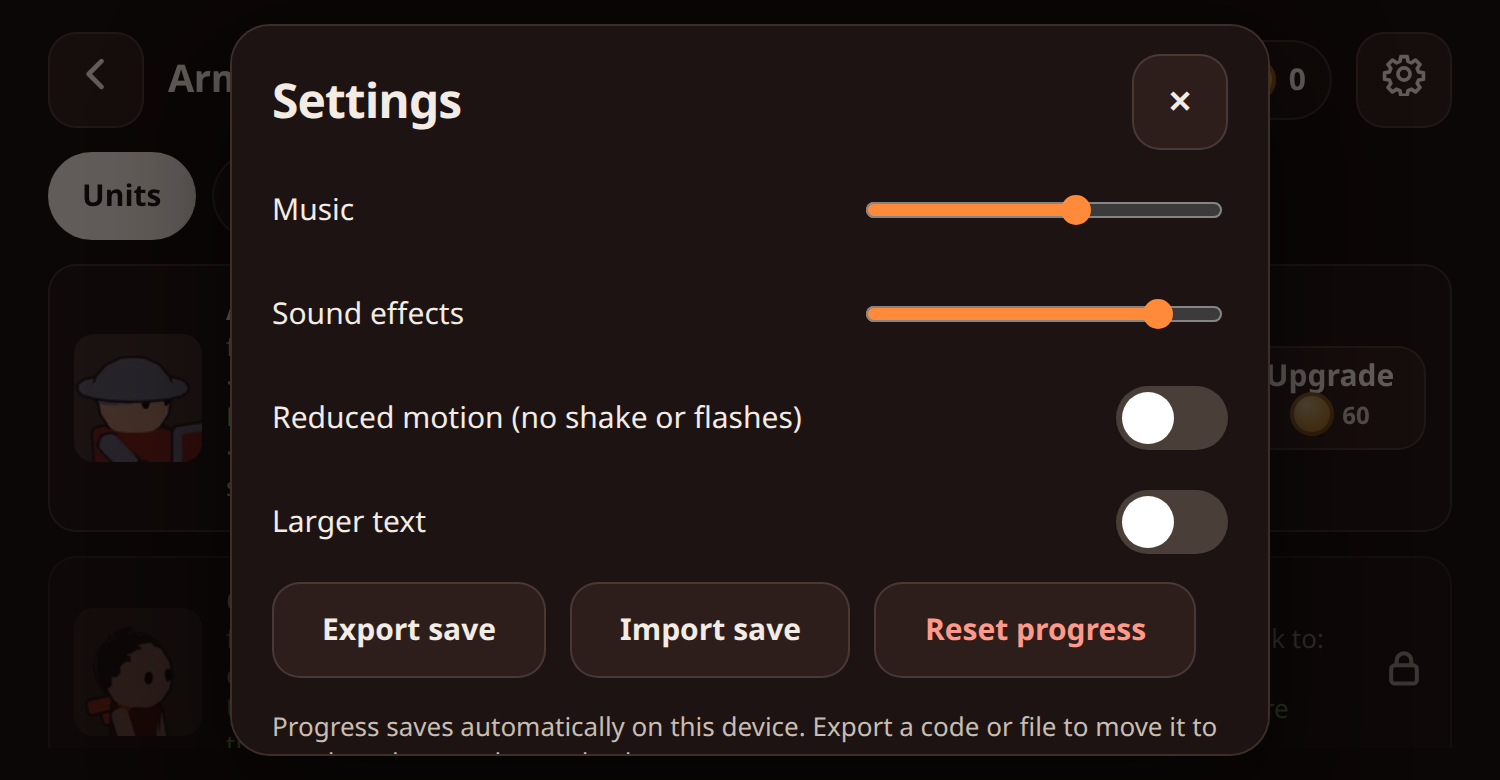 Settings
×
0
Units
Music
Sound effects
Upgrade
60
Reduced motion (no shake or flashes)
Larger text
Export save
Import save
Reset progress
to:
Progress saves automatically on this device. Export a code or file to move it to